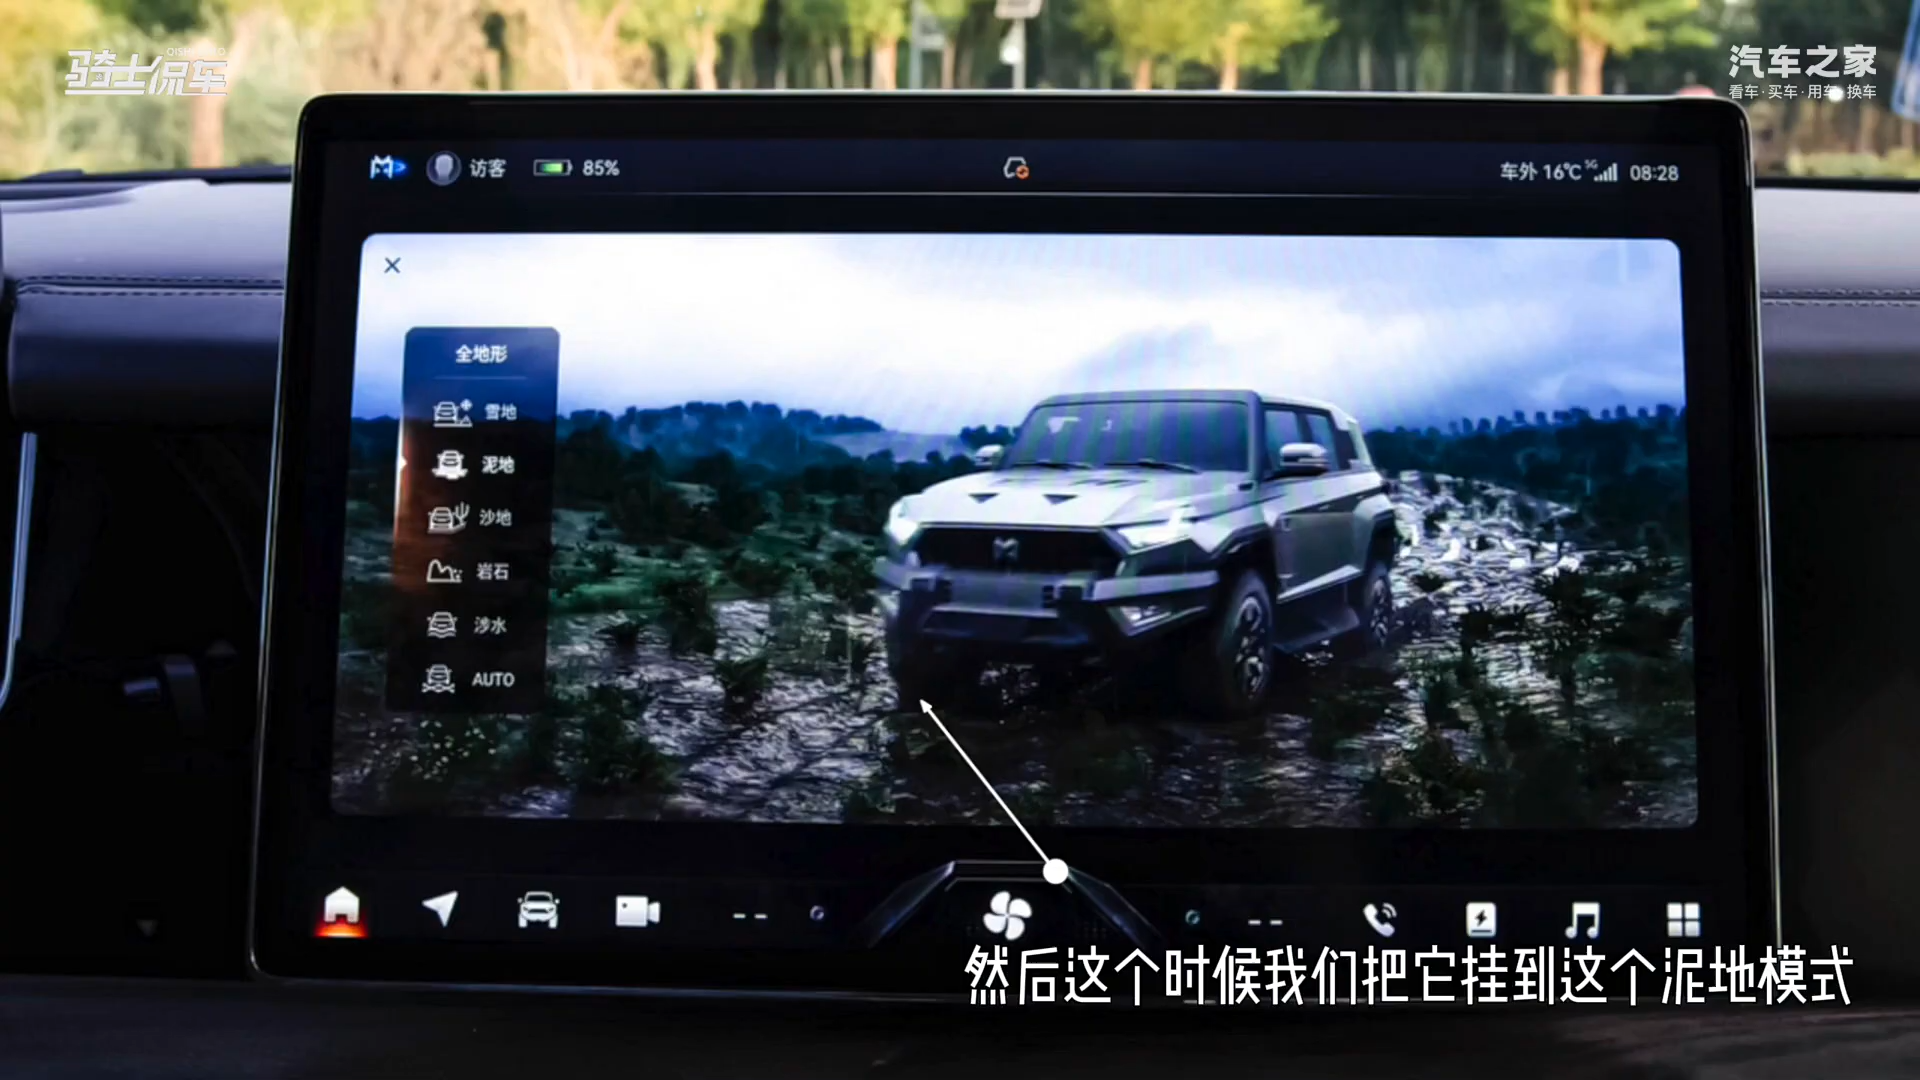 骑士侃车
汽车之家
看车·买车·用车·换车
访客 85%
车外 16℃ 5G 08:28
全地形
雪地
泥地
沙地
岩石
涉水
AUTO
然后这个时候我们把它挂到这个泥地模式